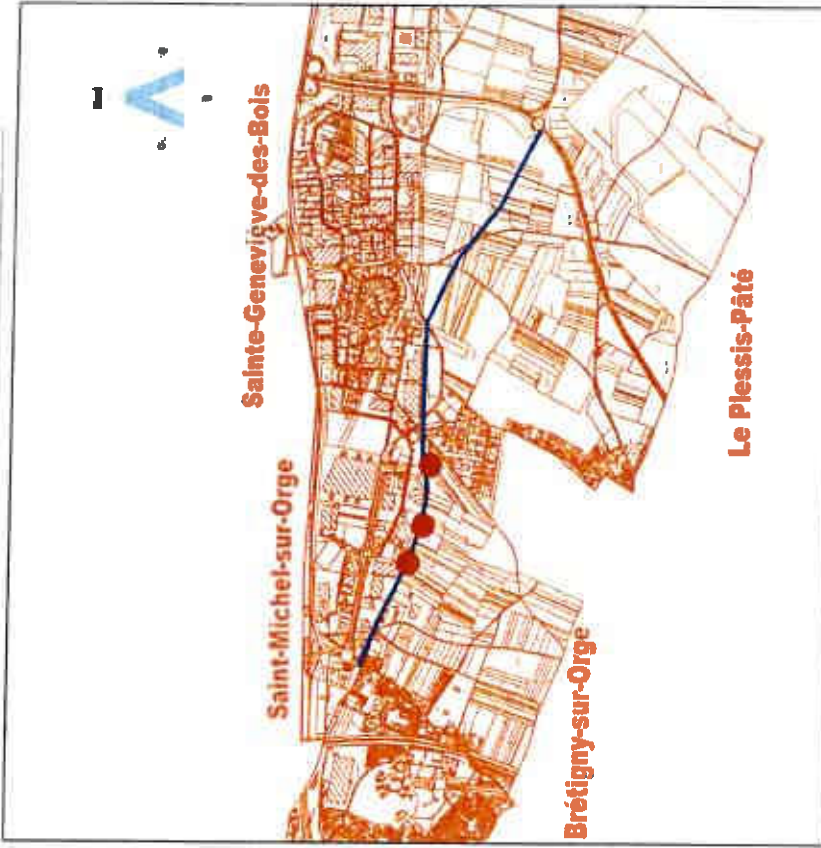 Sainte-Geneviève-des-Bois
Saint-Michel-sur-Orge
Le Plessis-Pâté
Brétigny-sur-Orge